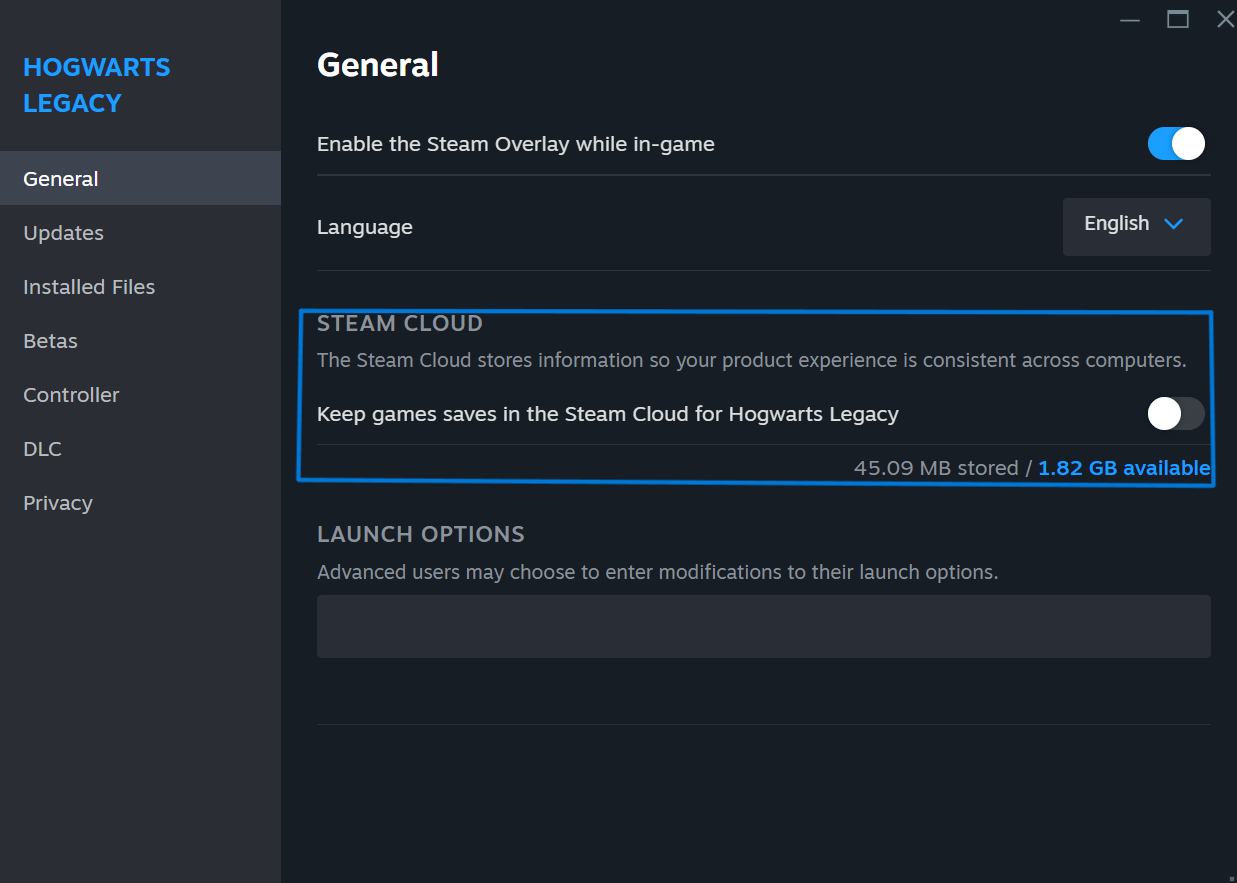 HOGWARTS
LEGACY
General
Updates
Installed Files
Betas
Controller
DLC
Privacy
General
Enable the Steam Overlay while in-game
Language
English
STEAM CLOUD
The Steam Cloud stores information so your product experience is consistent across computers.
Keep games saves in the Steam Cloud for Hogwarts Legacy
45.09 MB stored / 1.82 GB available
LAUNCH OPTIONS
Advanced users may choose to enter modifications to their launch options.